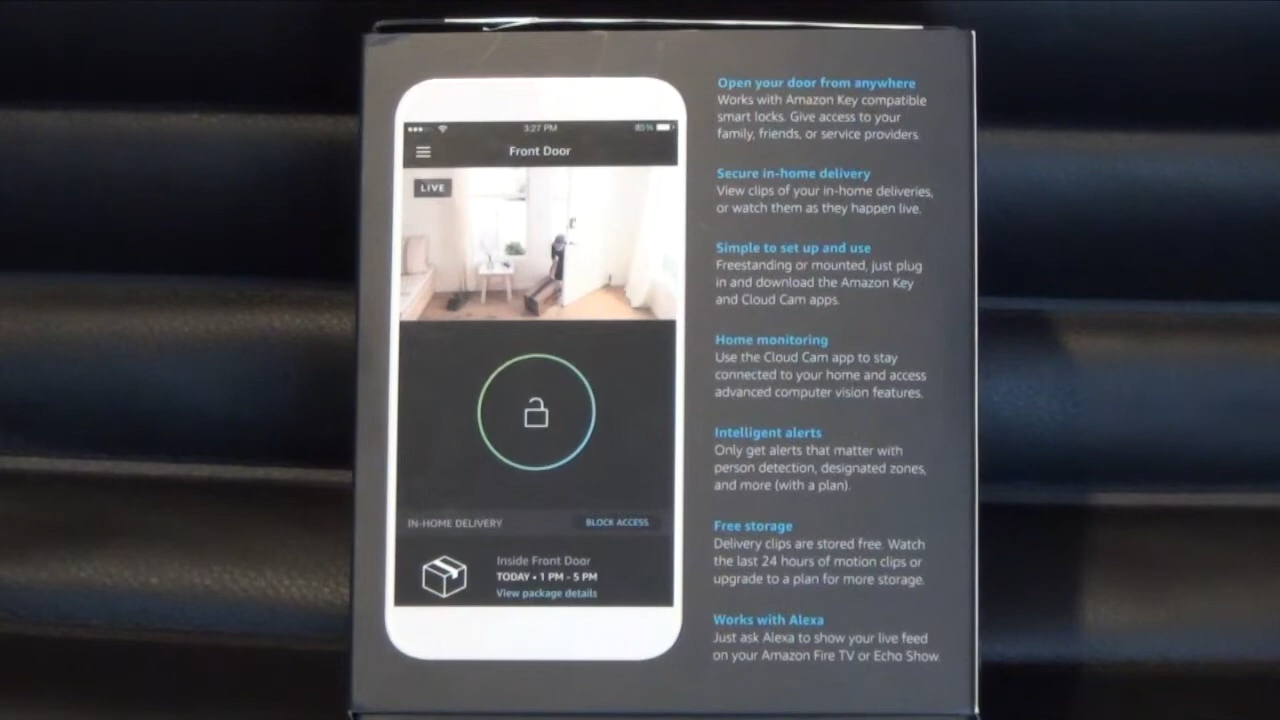 3:27 PM
85%
Front Door
LIVE
IN-HOME DELIVERY
BLOCK ACCESS
Inside Front Door
TODAY • 1 PM - 5 PM
View package details
Open your door from anywhere
Works with Amazon Key compatible
smart locks. Give access to your
family, friends, or service providers.
Secure in-home delivery
View clips of your in-home deliveries,
or watch them as they happen live.
Simple to set up and use
Freestanding or mounted, just plug
in and download the Amazon Key
and Cloud Cam apps.
Home monitoring
Use the Cloud Cam app to stay
connected to your home and access
advanced computer vision features.
Intelligent alerts
Only get alerts that matter with
person detection, designated zones,
and more (with a plan).
Free storage
Delivery clips are stored free. Watch
the last 24 hours of motion clips or
upgrade to a plan for more storage.
Works with Alexa
Just ask Alexa to show your live feed
on your Amazon Fire TV or Echo Show.